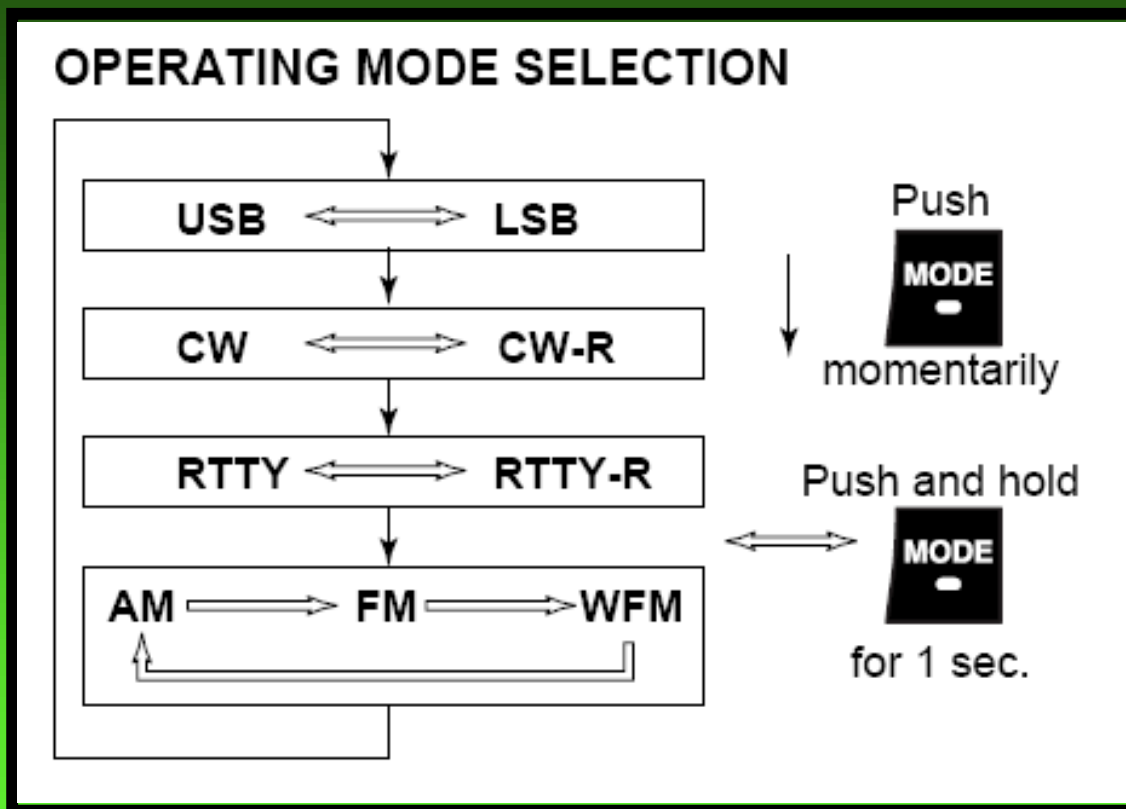 OPERATING MODE SELECTION
USB LSB
CW CW-R
RTTY RTTY-R
AM FM WFM
Push
MODE
momentarily
Push and hold
MODE
for 1 sec.